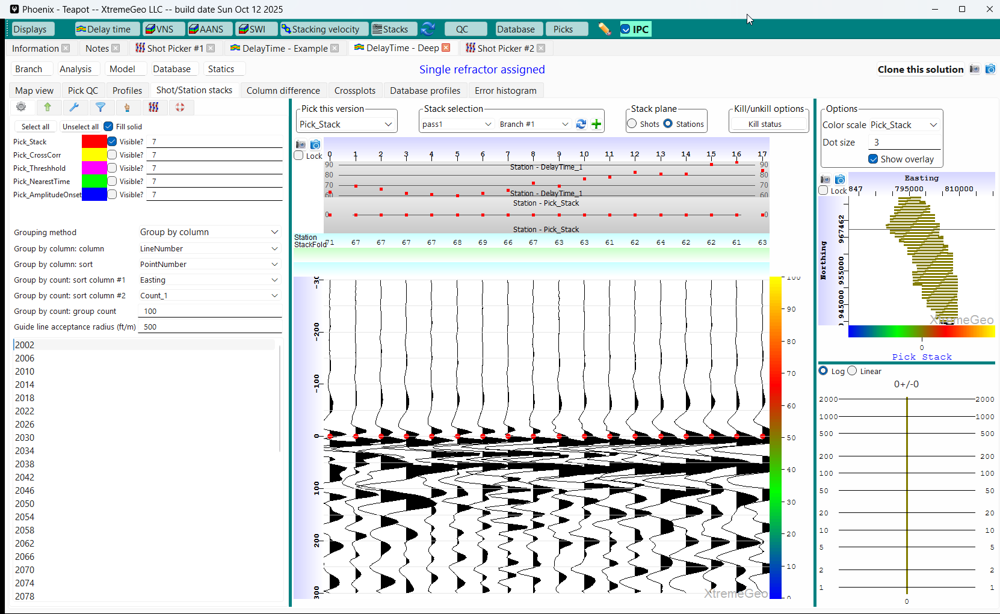 Phoenix - Teapot -- XtremeGeo LLC -- build date Sun Oct 12 2025
Displays Delay time VNS AANS SWI Stacking velocity Stacks QC Database Picks IPC
Information Notes Shot Picker #1 DelayTime - Example DelayTime - Deep Shot Picker #2
Branch Analysis Model Database Statics Single refractor assigned Clone this solution
Map view Pick QC Profiles Shot/Station stacks Column difference Crossplots Database profiles Error histogram
Select all Unselect all Fill solid
Pick_Stack Visible? 7
Pick_CrossCorr Visible? 7
Pick_Threshhold Visible? 7
Pick_NearestTime Visible? 7
Pick_AmplitudeOnset Visible? 7
Grouping method Group by column
Group by column: column LineNumber
Group by column: sort PointNumber
Group by count: sort column #1 Easting
Group by count: sort column #2 Count_1
Group by count: group count 100
Guide line acceptance radius (ft/m) 500
2002
2006
2010
2014
2018
2022
2026
2030
2034
2038
2042
2046
2050
2054
2058
2062
2066
2070
2074
2078
Pick this version
Pick_Stack
Stack selection
pass1 Branch #1
Stack plane
Shots Stations
Kill/unkill options
Kill status
Lock 0 1 2 3 4 5 6 7 8 9 10 11 12 13 14 15 16 17
90 Station - DelayTime_1 90
80 80
70 70
60 Station - DelayTime_1 60
Station - Pick_Stack
0 0
Station - Pick_Stack
Station
StackFold 71 67 67 67 67 68 69 66 67 63 63 61 62 64 62 62 61 63
-200
-100
0
100
200
300
100
90
80
70
60
50
40
30
20
10
0
XtremeGeo
Options
Color scale Pick_Stack
Dot size 3
Show overlay
Easting
Lock 847 795000 810000
Northing
967462
955000
945000
XtremeGeo
0
Pick Stack
Log Linear
0+/-0
2000 2000
1000 1000
500 500
200 200
100 100
50 50
20 20
10 10
5 5
2 2
1 1
0